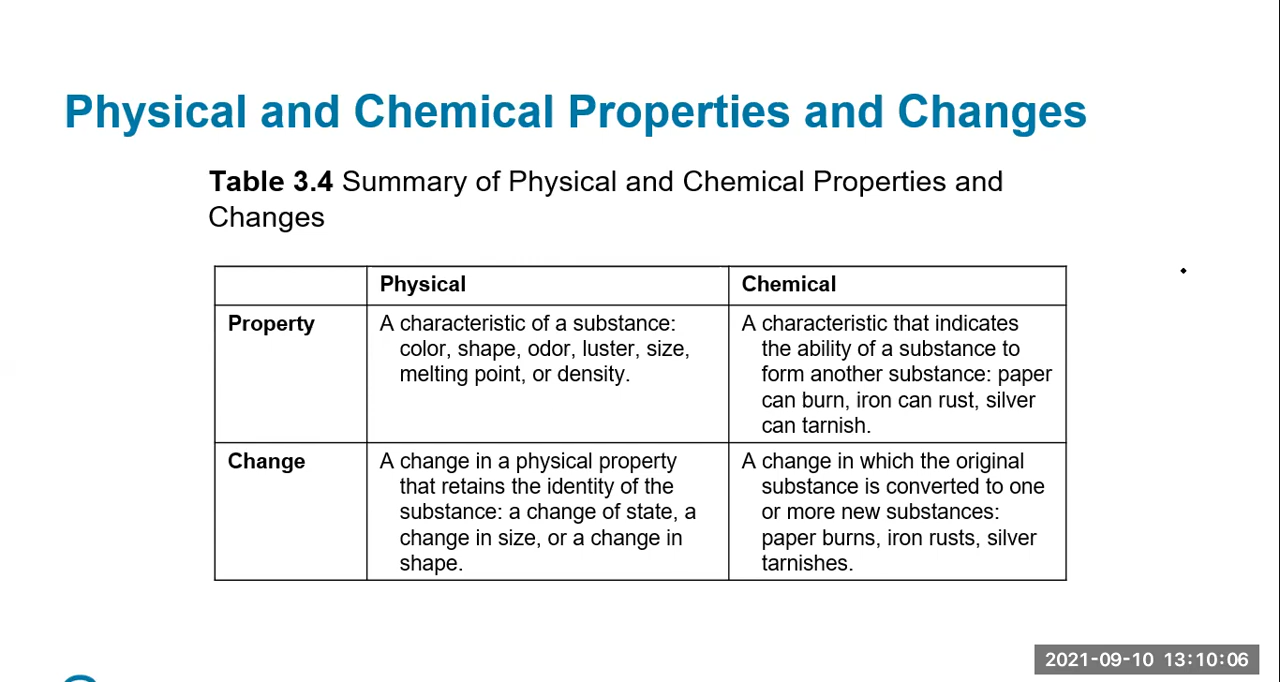 Physical and Chemical Properties and Changes
Table 3.4 Summary of Physical and Chemical Properties and
Changes
Physical
Chemical
Property
A characteristic of a substance:
color, shape, odor, luster, size,
melting point, or density.
A characteristic that indicates
the ability of a substance to
form another substance: paper
can burn, iron can rust, silver
can tarnish.
Change
A change in a physical property
that retains the identity of the
substance: a change of state, a
change in size, or a change in
shape.
A change in which the original
substance is converted to one
or more new substances:
paper burns, iron rusts, silver
tarnishes.
2021-09-10 13:10:06